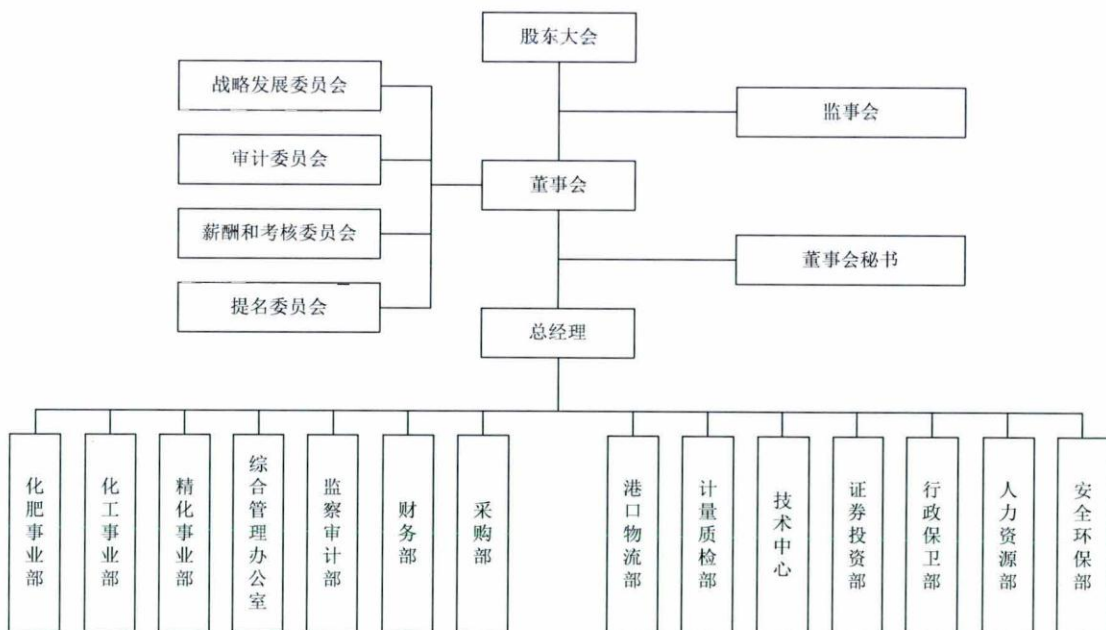 股东大会
战略发展委员会
监事会
审计委员会
董事会
薪酬和考核委员会
董事会秘书
提名委员会
总经理
化肥事业部
化工事业部
精化事业部
综合管理办公室
监察审计部
财务部
采购部
港口物流部
计量质检部
技术中心
证券投资部
行政保卫部
人力资源部
安全环保部